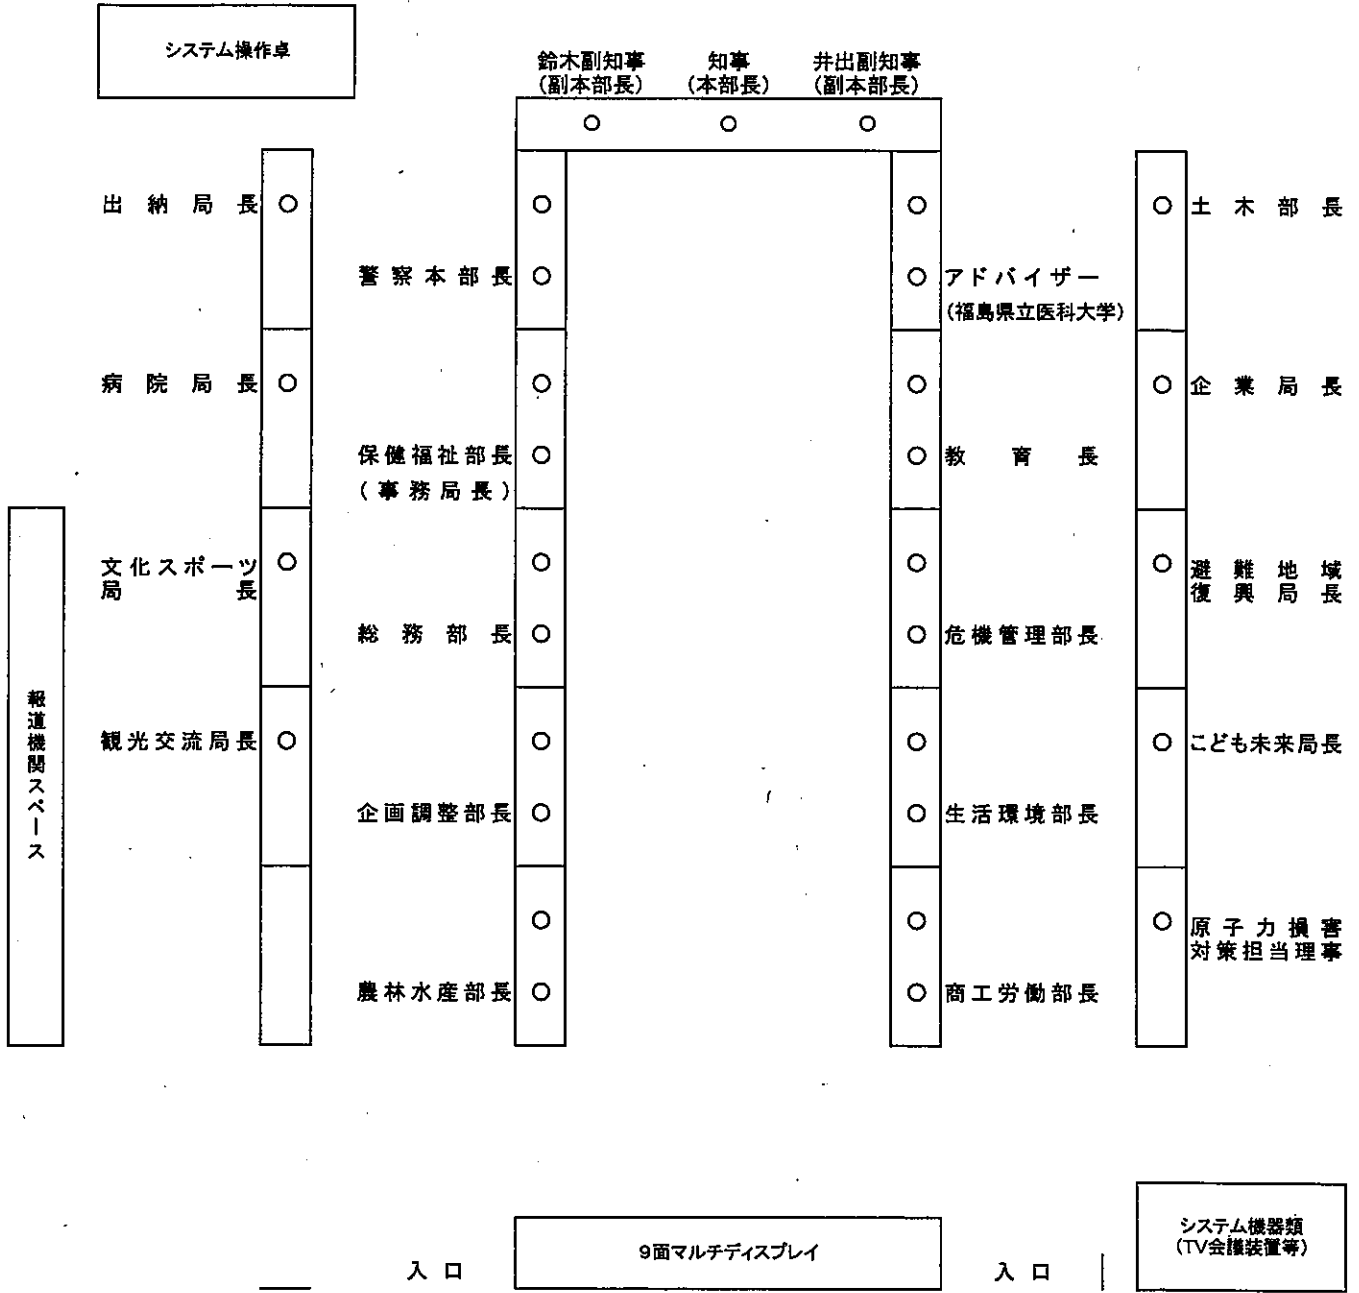 システム操作卓
鈴木副知事
(副本部長)
知事
(本部長)
井出副知事
(副本部長)
出納局長
土木部長
警察本部長
アドバイザー
(福島県立医科大学)
病院局長
企業局長
保健福祉部長
(事務局長)
教育長
文化スポーツ
局長
避難地域
復興局長
総務部長
危機管理部長
報道機関スペース
観光交流局長
こども未来局長
企画調整部長
生活環境部長
原子力損害
対策担当理事
農林水産部長
商工労働部長
システム機器類
(TV会議装置等)
9面マルチディスプレイ
入口
入口